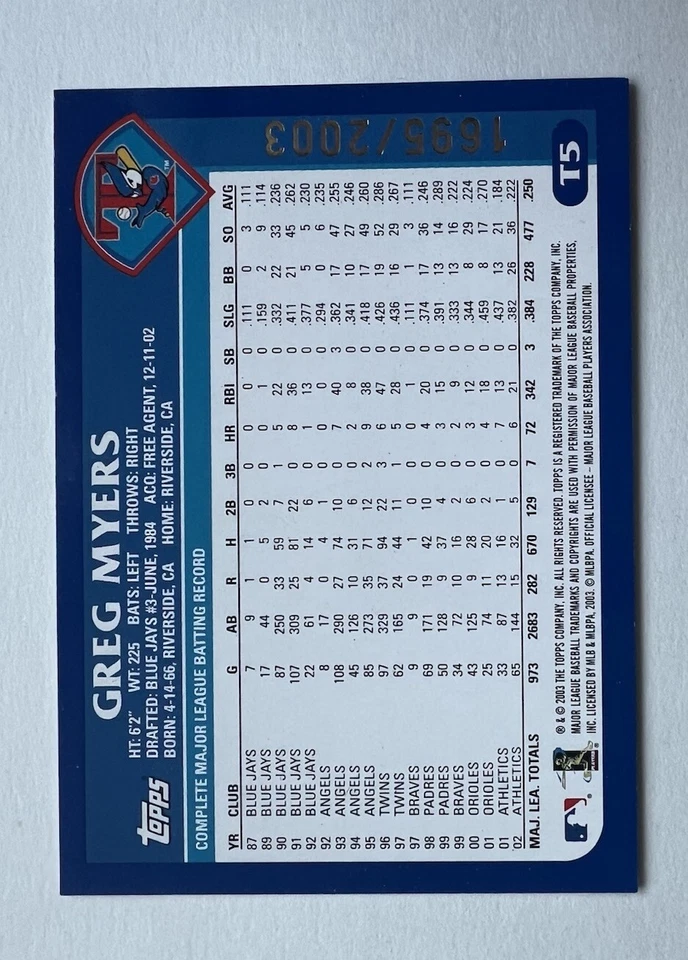 1695/2003
T5
GREG MYERS
HT: 6'2" WT: 225 BATS: LEFT THROWS: RIGHT
DRAFTED: BLUE JAYS #3-JUNE, 1984 ACQ: FREE AGENT, 12-11-02
BORN: 4-14-66, RIVERSIDE, CA HOME: RIVERSIDE, CA
topps
T
TM
COMPLETE MAJOR LEAGUE BATTING RECORD
YR CLUB G AB R H 2B 3B HR RBI SB SLG BB SO AVG
87 BLUE JAYS 7 9 1 1 0 0 0 0 0 .111 0 3 .111
89 BLUE JAYS 17 44 0 5 2 0 0 1 0 .159 2 9 .114
90 BLUE JAYS 87 250 33 59 7 1 5 22 0 .332 22 33 .236
91 BLUE JAYS 107 309 25 81 22 0 8 36 0 .411 21 45 .262
92 BLUE JAYS 22 61 4 14 6 0 1 13 0 .377 5 5 .230
92 ANGELS 8 17 0 4 1 0 0 0 0 .294 0 6 .235
93 ANGELS 108 290 27 74 10 0 7 40 3 .362 17 47 .255
94 ANGELS 45 126 10 31 6 0 2 8 0 .341 10 27 .246
95 ANGELS 85 273 35 71 12 2 9 38 0 .418 17 49 .260
96 TWINS 97 329 37 94 22 3 6 47 0 .426 19 52 .286
97 TWINS 62 165 24 44 11 1 5 28 0 .436 16 29 .267
97 BRAVES 9 9 0 1 0 0 0 1 0 .111 1 3 .111
98 PADRES 69 171 19 42 10 0 4 20 0 .374 17 36 .246
99 PADRES 50 128 9 37 4 0 3 15 0 .391 13 14 .289
99 BRAVES 34 72 10 16 2 0 2 9 0 .333 13 16 .222
00 ORIOLES 43 125 9 28 6 0 3 12 0 .344 8 29 .224
01 ORIOLES 25 74 11 20 2 0 4 18 0 .459 8 17 .270
01 ATHLETICS 33 87 13 16 1 0 7 13 0 .437 13 21 .184
'02 ATHLETICS 65 144 15 32 5 0 6 21 0 .382 26 36 .222
MAJ. LEA. TOTALS 973 2683 282 670 129 7 72 342 3 .384 228 477 .250
® & © 2003 THE TOPPS COMPANY, INC. ALL RIGHTS RESERVED. TOPPS IS A REGISTERED TRADEMARK OF THE TOPPS COMPANY, INC.
MAJOR LEAGUE BASEBALL TRADEMARKS AND COPYRIGHTS ARE USED WITH PERMISSION OF MAJOR LEAGUE BASEBALL PROPERTIES,
INC. LICENSED BY MLB & MLBPA. © MLBPA, 2003. OFFICIAL LICENSEE – MAJOR LEAGUE BASEBALL PLAYERS ASSOCIATION.